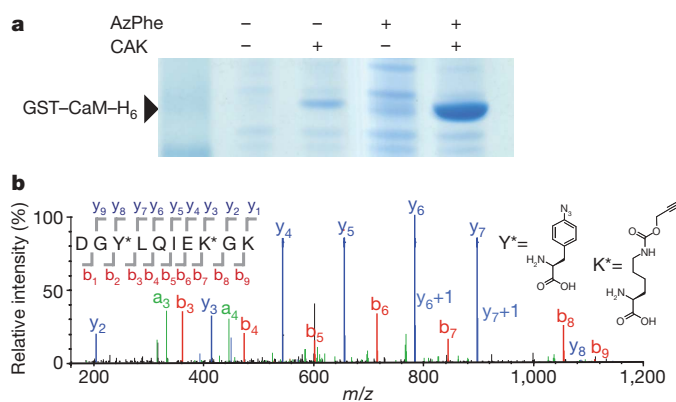 a
AzPhe – – + +
CAK – + – +
GST–CaM–H6
b
Relative intensity (%)
100
50
0
y9 y8 y7 y6 y5 y4 y3 y2 y1
D G Y* L Q I E K* G K
b1 b2 b3 b4 b5 b6 b7 b8 b9
y2
a3
b3
y3
a4
b4
y4
b5
y5
b6
y6
y6+1
b7
y7
y7+1
b8
y8
b9
Y*=
N3
H2N
OH
O
K*=
O
O
NH
H2N
OH
O
200 400 600 800 1,000 1,200
m/z